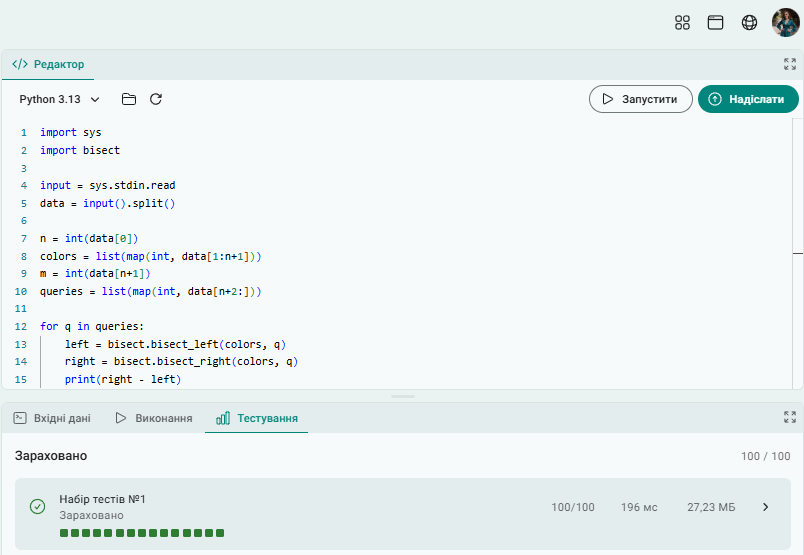 </> Редактор
Python 3.13
Запустити
Надіслати
1 import sys
2 import bisect
3
4 input = sys.stdin.read
5 data = input().split()
6
7 n = int(data[0])
8 colors = list(map(int, data[1:n+1]))
9 m = int(data[n+1])
10 queries = list(map(int, data[n+2:]))
11
12 for q in queries:
13     left = bisect.bisect_left(colors, q)
14     right = bisect.bisect_right(colors, q)
15     print(right - left)
Вхідні дані
Виконання
Тестування
Зараховано
100 / 100
Набір тестів №1
Зараховано
100/100
196 мс
27,23 МБ